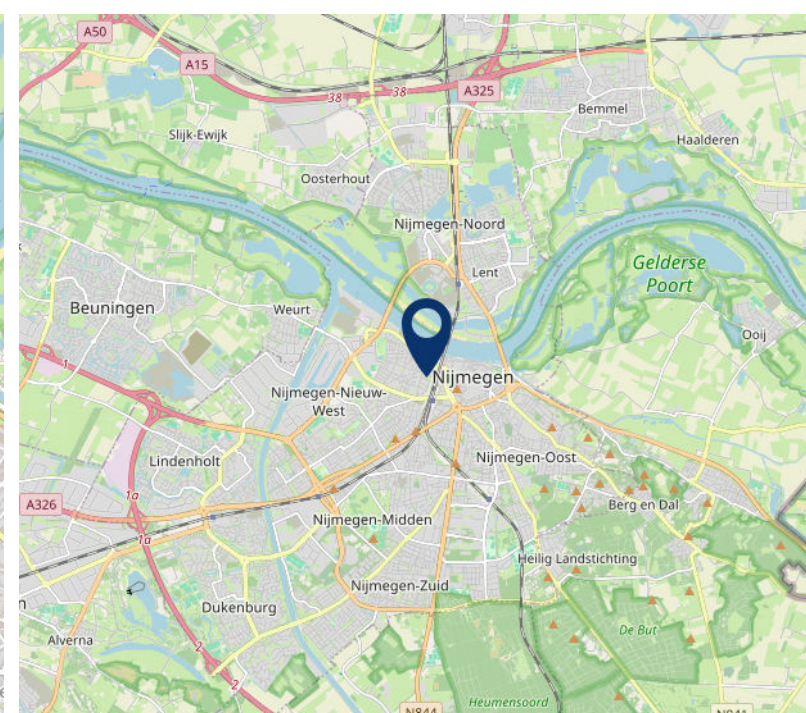 A50
A15
38
38
A325
Bemmel
Slijk-Ewijk
Haalderen
Oosterhout
Nijmegen-Noord
Gelderse
Poort
Lent
Beuningen
Weurt
Ooij
1
Nijmegen
Nijmegen-Nieuw-
West
Lindenholt
Nijmegen-Oost
1a
A326
Berg en Dal
Nijmegen-Midden
1a
Heilig Landstichting
Nijmegen-Zuid
Dukenburg
De But
Alverna
2
2
Heumensoord
N844
N841